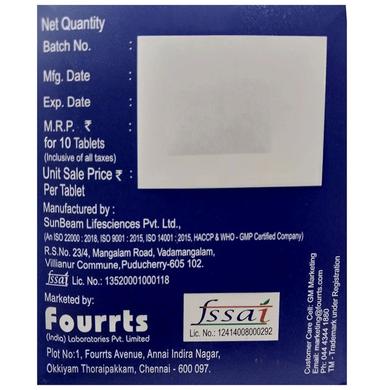 Net Quantity :
Batch No. :
Mfg. Date :
Exp. Date :
M.R.P. ₹ :
for 10 Tablets
(Inclusive of all taxes)
Unit Sale Price ₹ :
Per Tablet
Manufactured by :
SunBeam Lifesciences Pvt. Ltd.,
(An ISO 22000 : 2018, ISO 9001 : 2015, ISO 14001 : 2015, HACCP & WHO - GMP Certified Company)
R.S.No. 23/4, Mangalam Road, Vadamangalam,
Villianur Commune, Puducherry-605 102.
fssai Lic. No.: 13520001000118
Marketed by:
Fourrts
(India) Laboratories Pvt. Limited
Plot No:1, Fourrts Avenue, Annai Indira Nagar,
Okkiyam Thoraipakkam, Chennai - 600 097.
fssai
Lic. No.: 12414008000292
Customer Care Cell: GM Marketing
Email: marketing@fourrts.com
Ph: 044 4344 1880
TM - Trademark under Registration